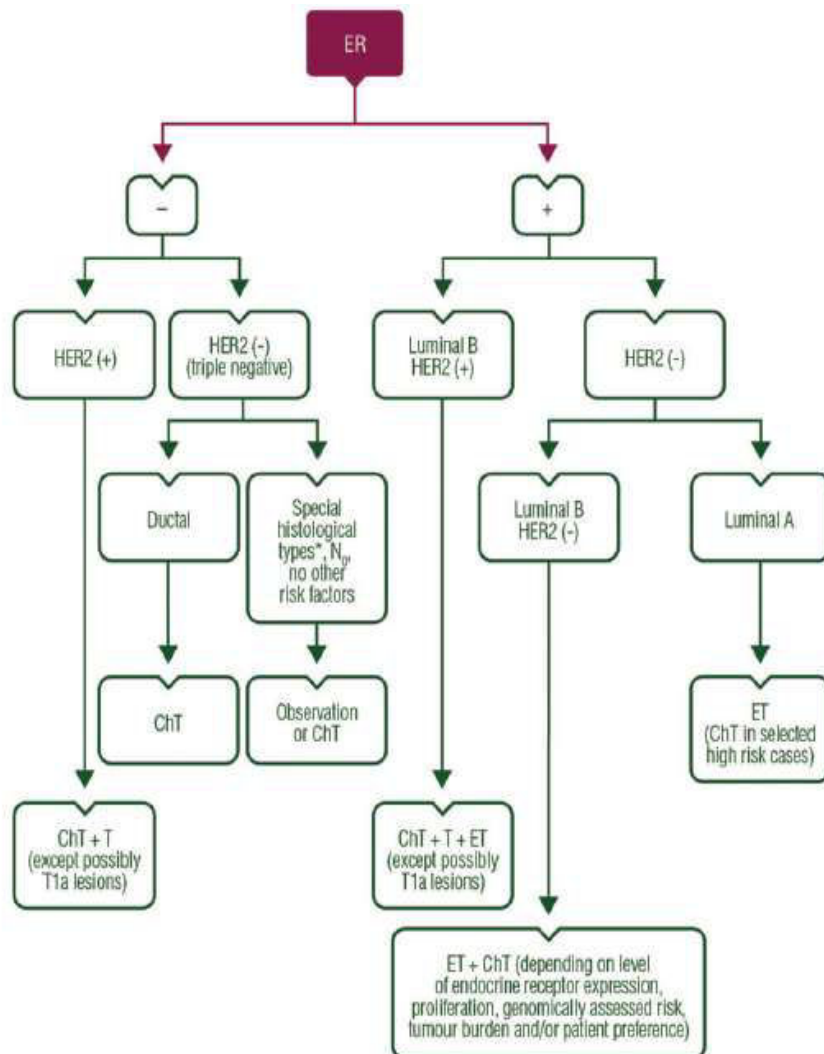 ER
–
+
HER2 (+)
HER2 (-)
(triple negative)
Luminal B
HER2 (+)
HER2 (-)
Ductal
Special
histological
types*, N0,
no other
risk factors
Luminal B
HER2 (-)
Luminal A
ChT
Observation
or ChT
ET
(ChT in selected
high risk cases)
ChT + T
(except possibly
T1a lesions)
ChT + T + ET
(except possibly
T1a lesions)
ET + ChT (depending on level
of endocrine receptor expression,
proliferation, genomically assessed risk,
tumour burden and/or patient preference)